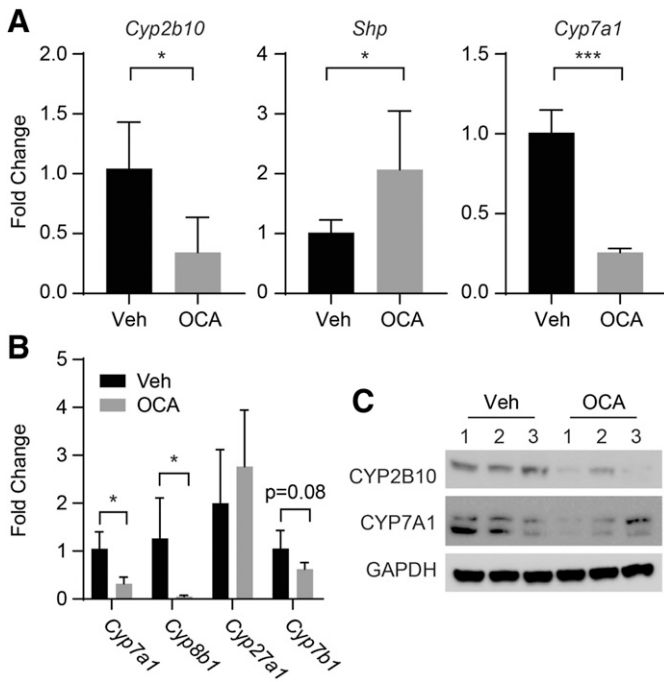 A
Cyp2b10
Shp
Cyp7a1
Fold Change
2.0
1.5
1.0
0.5
0.0
*
Veh
OCA
4
3
2
1
0
*
Veh
OCA
1.5
1.0
0.5
0.0
***
Veh
OCA
B
Fold Change
5
4
3
2
1
0
Veh
OCA
*
*
p=0.08
Cyp7a1
Cyp8b1
Cyp27a1
Cyp7b1
C
Veh OCA
1 2 3 1 2 3
CYP2B10
CYP7A1
GAPDH